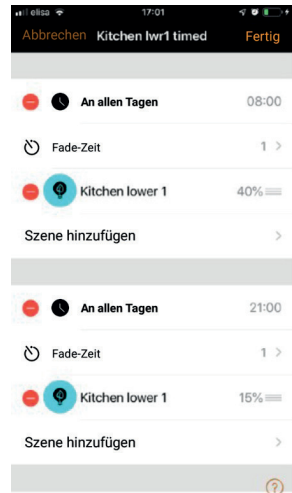 elisa 17:01
Abbrechen Kitchen lwr1 timed Fertig
An allen Tagen 08:00
Fade-Zeit 1 >
Kitchen lower 1 40%
Szene hinzufügen >
An allen Tagen 21:00
Fade-Zeit 1 >
Kitchen lower 1 15%
Szene hinzufügen >
?